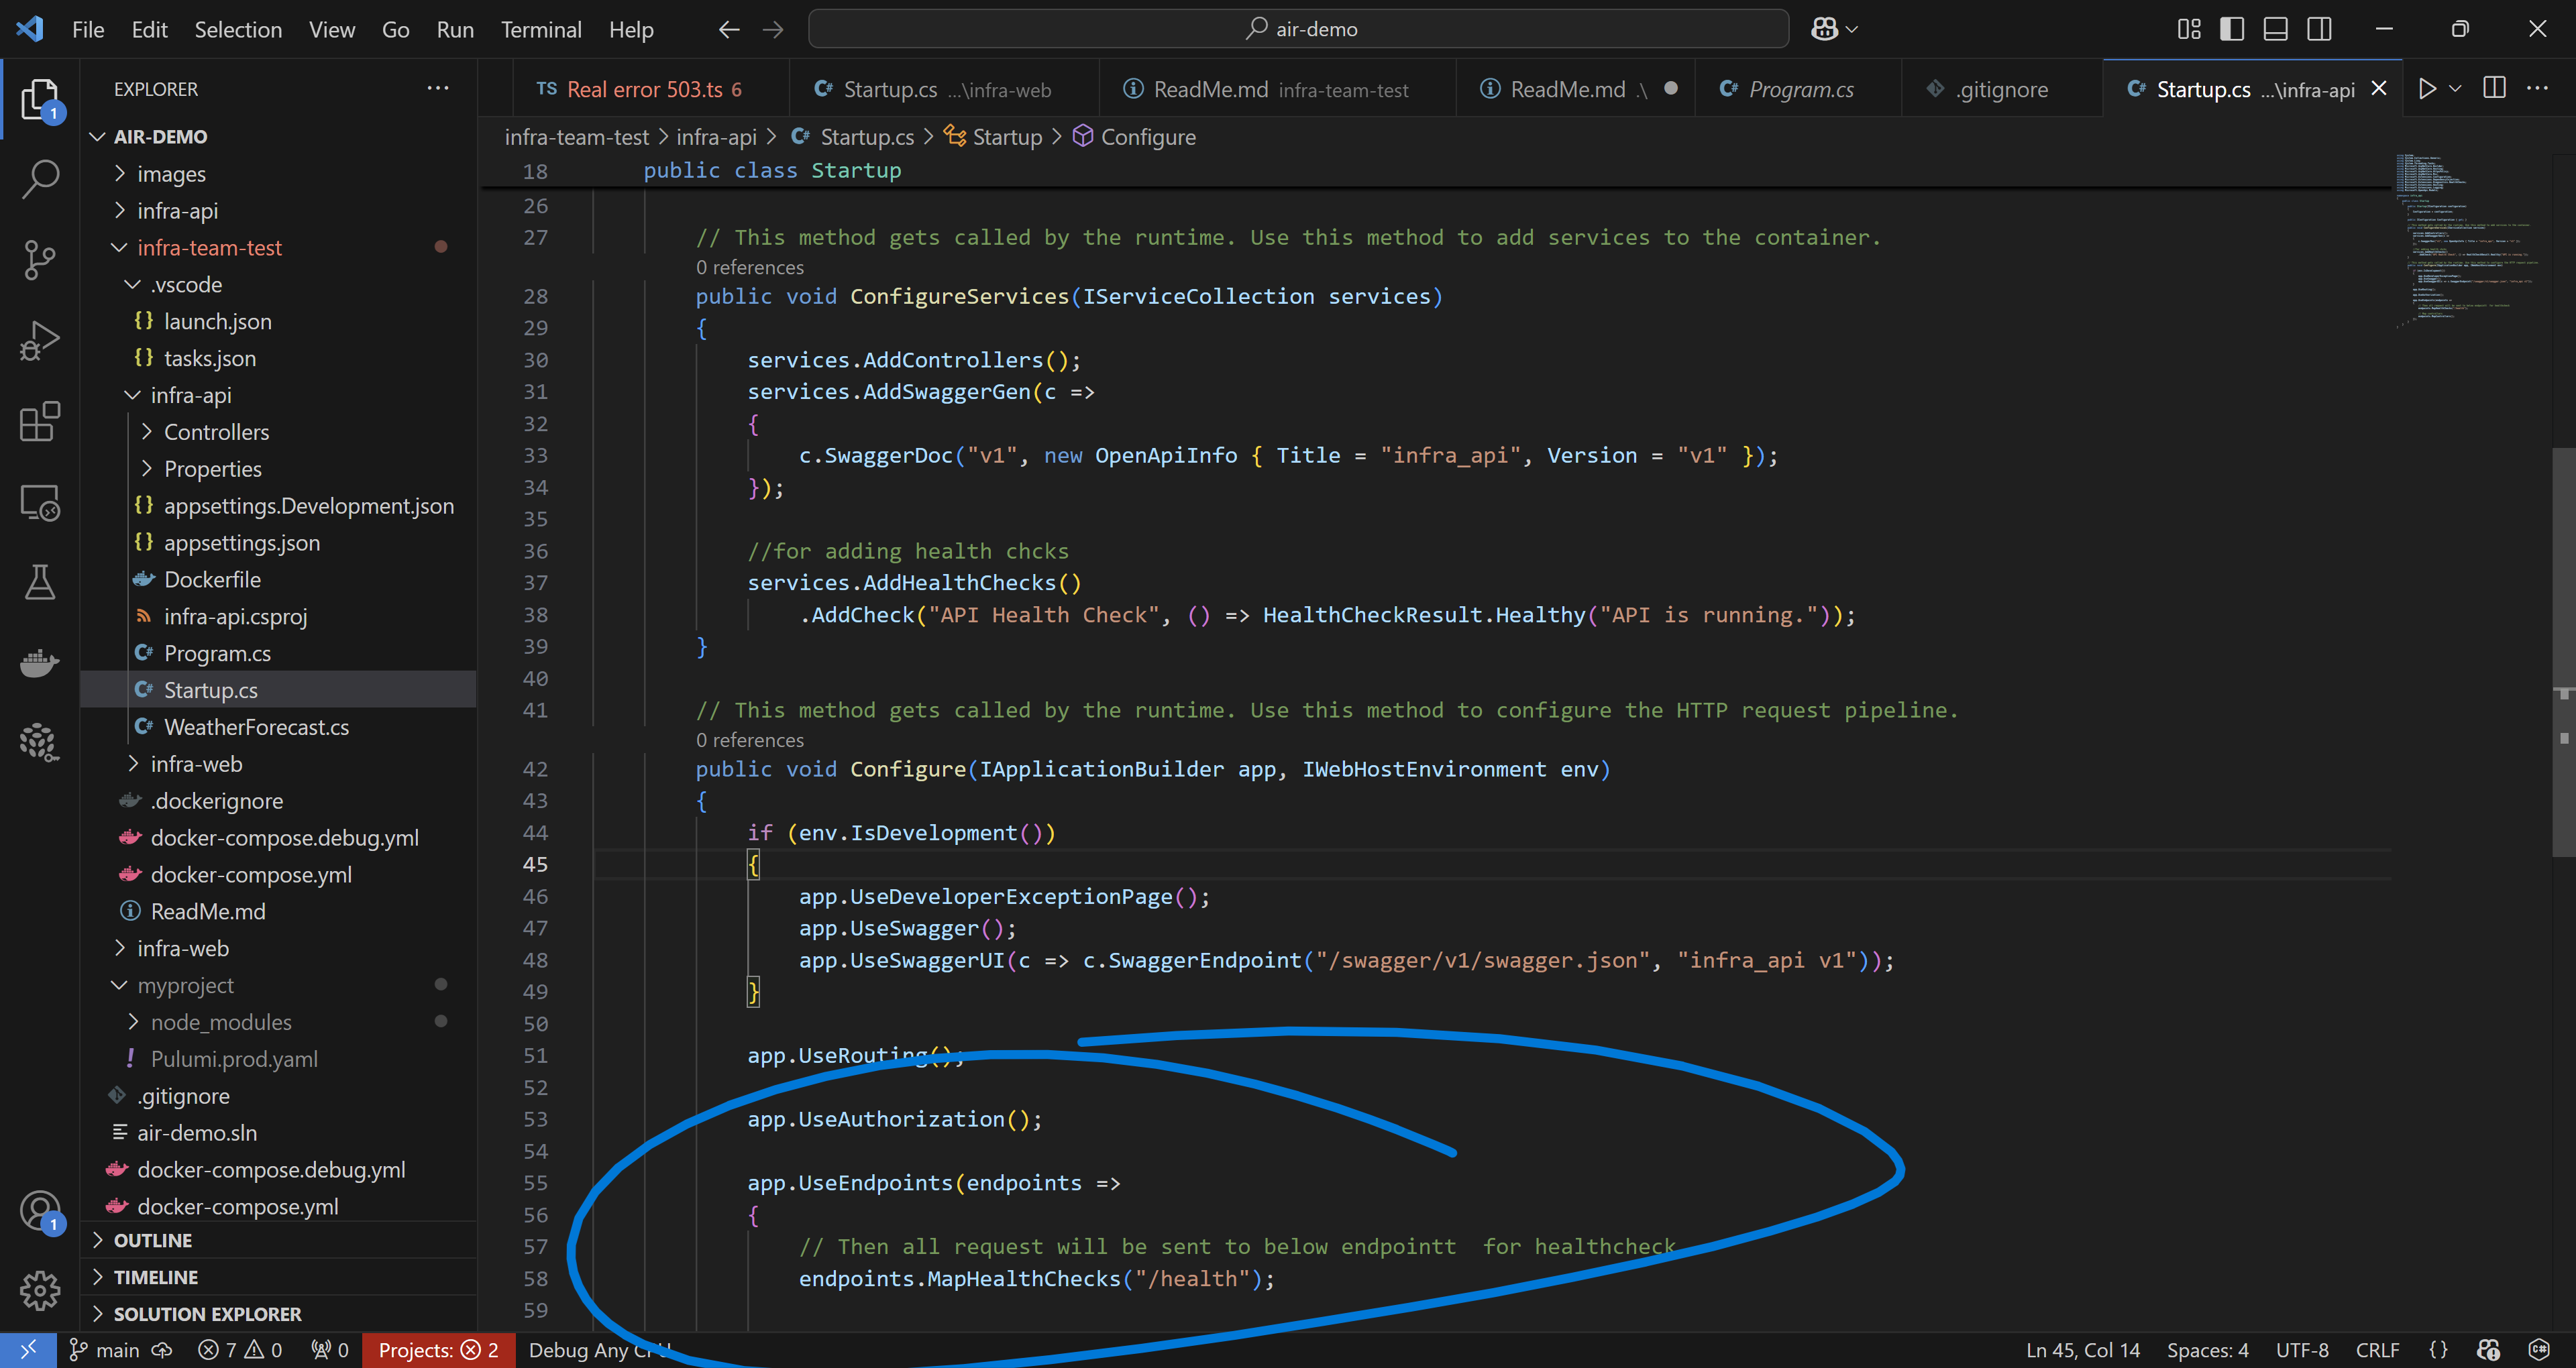 File Edit Selection View Go Run Terminal Help air-demo
EXPLORER
TS Real error 503.ts 6
C# Startup.cs ...\infra-web
ReadMe.md infra-team-test
ReadMe.md .\
C# Program.cs
.gitignore
C# Startup.cs ...\infra-api
infra-team-test > infra-api > C# Startup.cs > Startup > Configure
1
AIR-DEMO
images
infra-api
infra-team-test
.vscode
{} launch.json
{} tasks.json
infra-api
Controllers
Properties
{} appsettings.Development.json
{} appsettings.json
Dockerfile
infra-api.csproj
C# Program.cs
C# Startup.cs
C# WeatherForecast.cs
infra-web
.dockerignore
docker-compose.debug.yml
docker-compose.yml
ReadMe.md
infra-web
myproject
node_modules
! Pulumi.prod.yaml
.gitignore
air-demo.sln
docker-compose.debug.yml
docker-compose.yml
1
OUTLINE
TIMELINE
SOLUTION EXPLORER
18 public class Startup
26
27 // This method gets called by the runtime. Use this method to add services to the container.
0 references
28 public void ConfigureServices(IServiceCollection services)
29 {
30 services.AddControllers();
31 services.AddSwaggerGen(c =>
32 {
33 c.SwaggerDoc("v1", new OpenApiInfo { Title = "infra_api", Version = "v1" });
34 });
35
36 //for adding health chcks
37 services.AddHealthChecks()
38 .AddCheck("API Health Check", () => HealthCheckResult.Healthy("API is running."));
39 }
40
41 // This method gets called by the runtime. Use this method to configure the HTTP request pipeline.
0 references
42 public void Configure(IApplicationBuilder app, IWebHostEnvironment env)
43 {
44 if (env.IsDevelopment())
45 {
46 app.UseDeveloperExceptionPage();
47 app.UseSwagger();
48 app.UseSwaggerUI(c => c.SwaggerEndpoint("/swagger/v1/swagger.json", "infra_api v1"));
49 }
50
51 app.UseRouting();
52
53 app.UseAuthorization();
54
55 app.UseEndpoints(endpoints =>
56 {
57 // Then all request will be sent to below endpointt  for healthcheck
58 endpoints.MapHealthChecks("/health");
59
main 7 0 0 Projects: 2 Debug Any CPU Ln 45, Col 14 Spaces: 4 UTF-8 CRLF {} C#